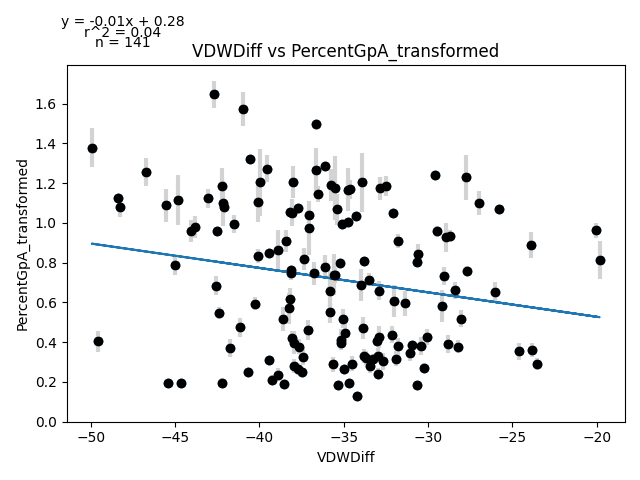 y = -0.01x + 0.28
r^2 = 0.04
n = 141
VDWDiff vs PercentGpA_transformed
PercentGpA_transformed
1.6
1.4
1.2
1.0
0.8
0.6
0.4
0.2
0.0
−50 −45 −40 −35 −30 −25 −20
VDWDiff